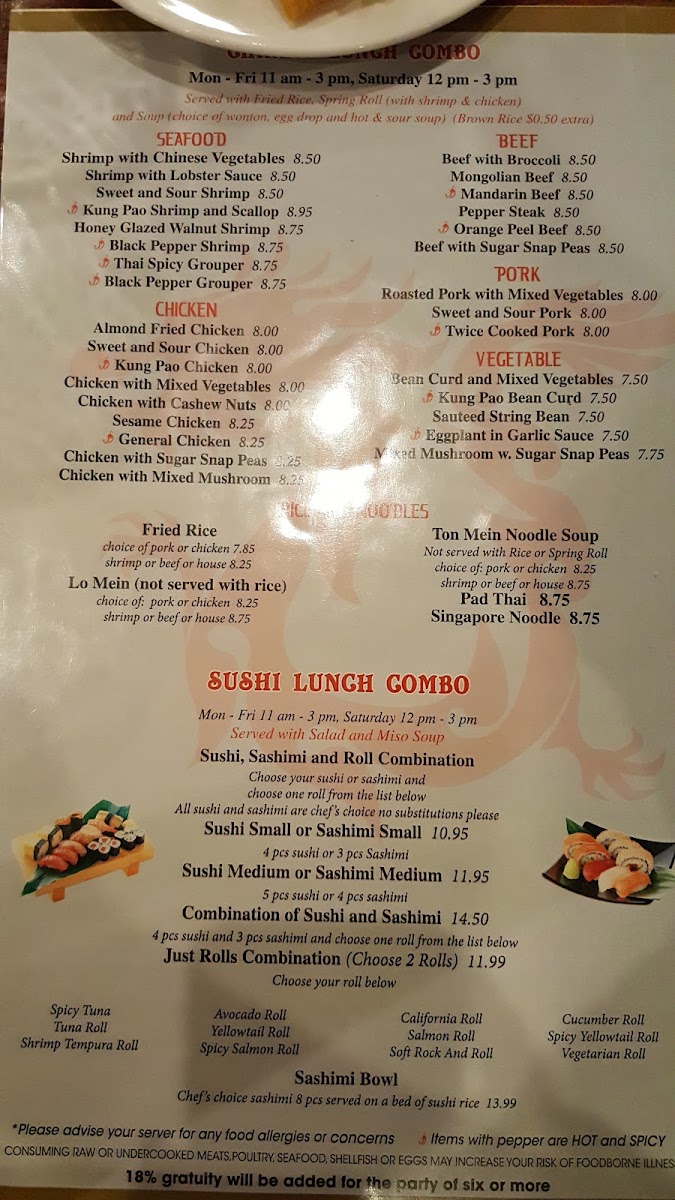 LUNCH COMBO
Mon - Fri 11 am - 3 pm, Saturday 12 pm - 3 pm
Served with Fried Rice, Spring Roll (with shrimp & chicken)
and Soup (choice of wonton, egg drop and hot & sour soup) (Brown Rice $0.50 extra)
SEAFOOD
Shrimp with Chinese Vegetables 8.50
Shrimp with Lobster Sauce 8.50
Sweet and Sour Shrimp 8.50
Kung Pao Shrimp and Scallop 8.95
Honey Glazed Walnut Shrimp 8.75
Black Pepper Shrimp 8.75
Thai Spicy Grouper 8.75
Black Pepper Grouper 8.75
CHICKEN
Almond Fried Chicken 8.00
Sweet and Sour Chicken 8.00
Kung Pao Chicken 8.00
Chicken with Mixed Vegetables 8.00
Chicken with Cashew Nuts 8.00
Sesame Chicken 8.25
General Chicken 8.25
Chicken with Sugar Snap Peas 8.25
Chicken with Mixed Mushroom 8.25
BEEF
Beef with Broccoli 8.50
Mongolian Beef 8.50
Mandarin Beef 8.50
Pepper Steak 8.50
Orange Peel Beef 8.50
Beef with Sugar Snap Peas 8.50
PORK
Roasted Pork with Mixed Vegetables 8.00
Sweet and Sour Pork 8.00
Twice Cooked Pork 8.00
VEGETABLE
Bean Curd and Mixed Vegetables 7.50
Kung Pao Bean Curd 7.50
Sauteed String Bean 7.50
Eggplant in Garlic Sauce 7.50
Mixed Mushroom w. Sugar Snap Peas 7.75
NOODLES
Fried Rice
choice of pork or chicken 7.85
shrimp or beef or house 8.25
Lo Mein (not served with rice)
choice of: pork or chicken 8.25
shrimp or beef or house 8.75
Ton Mein Noodle Soup
Not served with Rice or Spring Roll
choice of: pork or chicken 8.25
shrimp or beef or house 8.75
Pad Thai 8.75
Singapore Noodle 8.75
SUSHI LUNCH COMBO
Mon - Fri 11 am - 3 pm, Saturday 12 pm - 3 pm
Served with Salad and Miso Soup
Sushi, Sashimi and Roll Combination
Choose your sushi or sashimi and
choose one roll from the list below
All sushi and sashimi are chef's choice no substitutions please
Sushi Small or Sashimi Small 10.95
4 pcs sushi or 3 pcs Sashimi
Sushi Medium or Sashimi Medium 11.95
5 pcs sushi or 4 pcs sashimi
Combination of Sushi and Sashimi 14.50
4 pcs sushi and 3 pcs sashimi and choose one roll from the list below
Just Rolls Combination (Choose 2 Rolls) 11.99
Choose your roll below
Spicy Tuna
Tuna Roll
Shrimp Tempura Roll
Avocado Roll
Yellowtail Roll
Spicy Salmon Roll
California Roll
Salmon Roll
Soft Rock And Roll
Cucumber Roll
Spicy Yellowtail Roll
Vegetarian Roll
Sashimi Bowl
Chef's choice sashimi 8 pcs served on a bed of sushi rice 13.99
*Please advise your server for any food allergies or concerns
Items with pepper are HOT and SPICY
CONSUMING RAW OR UNDERCOOKED MEATS,POULTRY, SEAFOOD, SHELLFISH OR EGGS MAY INCREASE YOUR RISK OF FOODBORNE ILLNES
18% gratuity will be added for the party of six or more